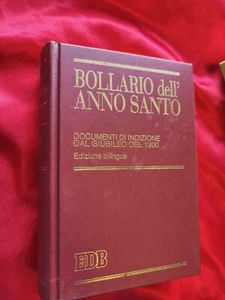 BOLLARIO dell'
ANNO SANTO
DOCUMENTI DI INDIZIONE
DAL GIUBILEO DEL 1300
Edizione bilingue
EDB